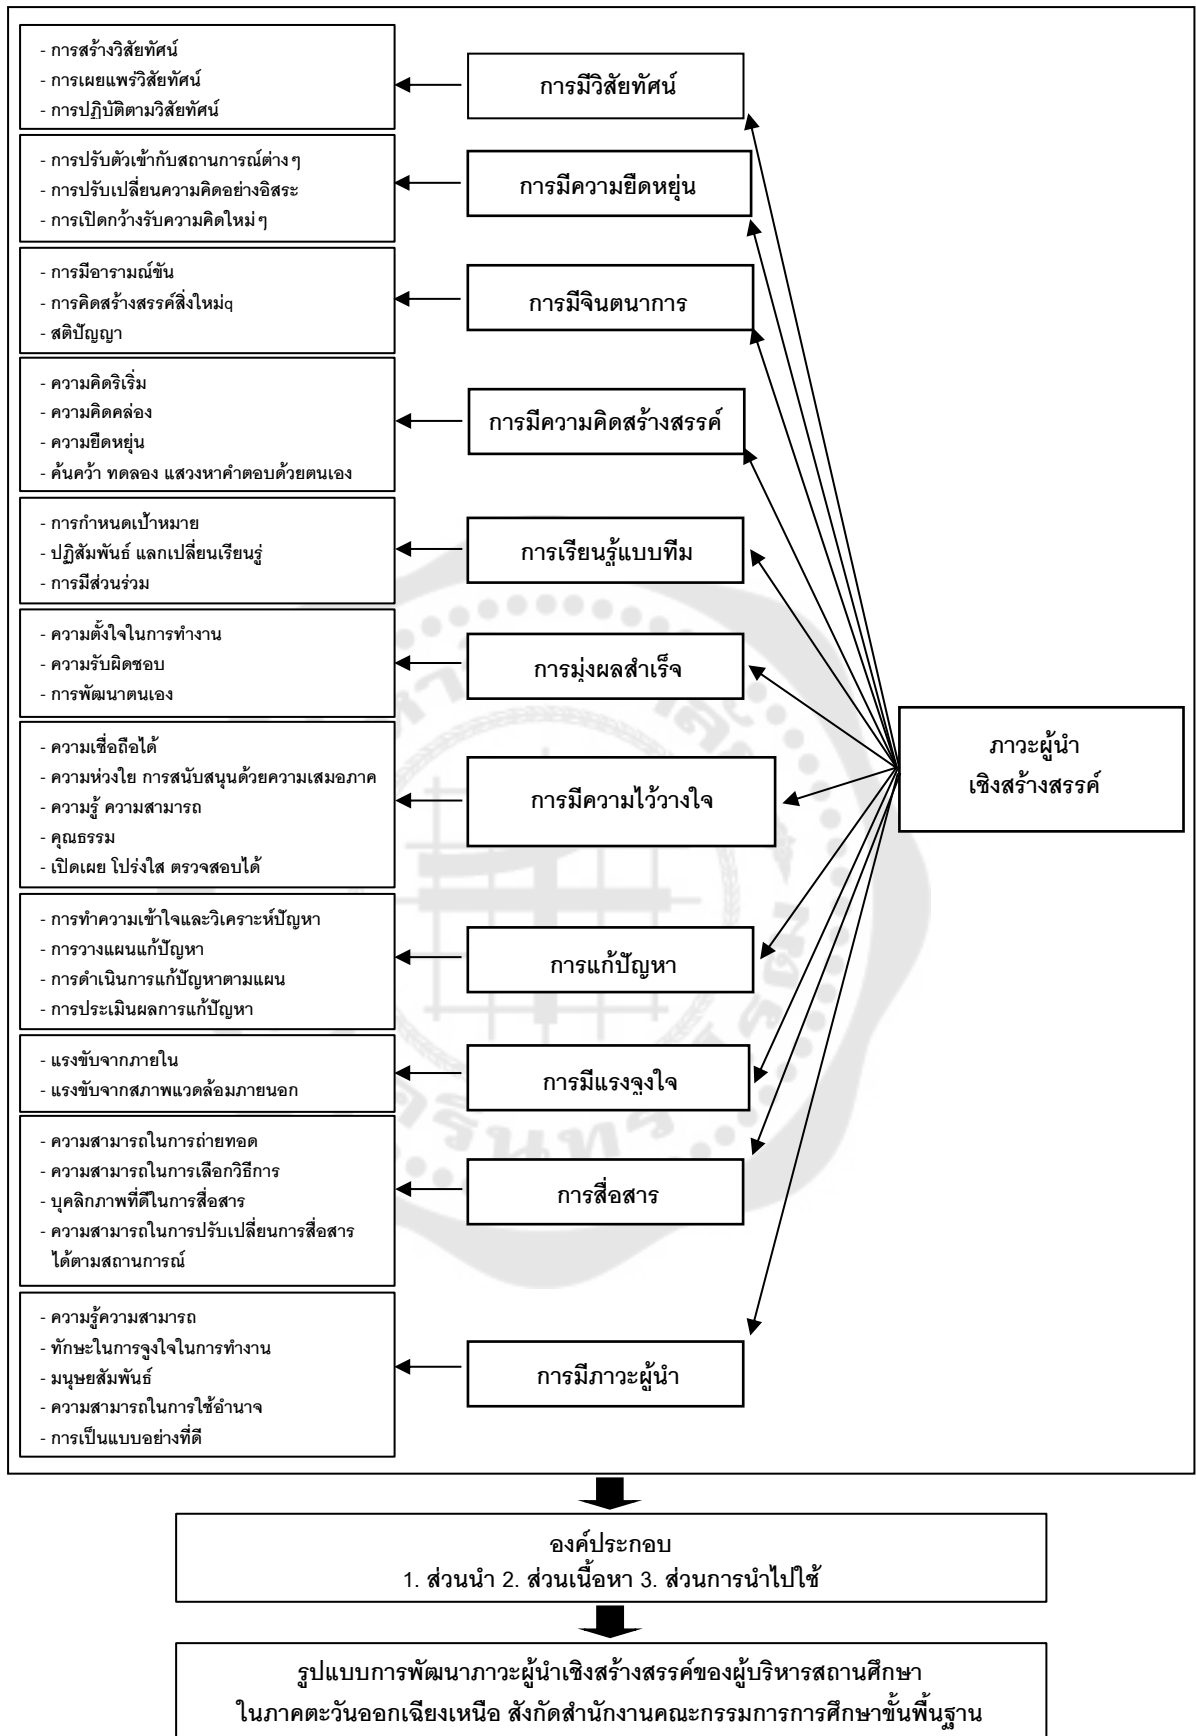 - การสร้างวิสัยทัศน์
- การเผยแพร่วิสัยทัศน์
- การปฏิบัติตามวิสัยทัศน์
การมีวิสัยทัศน์
- การปรับตัวเข้ากับสถานการณ์ต่างๆ
- การปรับเปลี่ยนความคิดอย่างอิสระ
- การเปิดกว้างรับความคิดใหม่ๆ
การมีความยืดหยุ่น
- การมีอารามณ์ขัน
- การคิดสร้างสรรค์สิ่งใหม่q
- สติปัญญา
การมีจินตนาการ
- ความคิดริเริ่ม
- ความคิดคล่อง
- ความยืดหยุ่น
- ค้นคว้า ทดลอง แสวงหาคำตอบด้วยตนเอง
การมีความคิดสร้างสรรค์
- การกำหนดเป้าหมาย
- ปฏิสัมพันธ์ แลกเปลี่ยนเรียนรู่
- การมีส่วนร่วม
การเรียนรู้แบบทีม
- ความตั้งใจในการทำงาน
- ความรับผิดชอบ
- การพัฒนาตนเอง
การมุ่งผลสำเร็จ
- ความเชื่อถือได้
- ความห่วงใย การสนับสนุนด้วยความเสมอภาค
- ความรู้ ความสามารถ
- คุณธรรม
- เปิดเผย โปร่งใส ตรวจสอบได้
การมีความไว้วางใจ
ภาวะผู้นำ
เชิงสร้างสรรค์
- การทำความเข้าใจและวิเคราะห์ปัญหา
- การวางแผนแก้ปัญหา
- การดำเนินการแก้ปัญหาตามแผน
- การประเมินผลการแก้ปัญหา
การแก้ปัญหา
- แรงขับจากภายใน
- แรงขับจากสภาพแวดล้อมภายนอก
การมีแรงจูงใจ
- ความสามารถในการถ่ายทอด
- ความสามารถในการเลือกวิธีการ
- บุคลิกภาพที่ดีในการสื่อสาร
- ความสามารถในการปรับเปลี่ยนการสื่อสาร
ได้ตามสถานการณ์
การสื่อสาร
- ความรู้ความสามารถ
- ทักษะในการจูงใจในการทำงาน
- มนุษยสัมพันธ์
- ความสามารถในการใช้อำนาจ
- การเป็นแบบอย่างที่ดี
การมีภาวะผู้นำ
องค์ประกอบ
1. ส่วนนำ 2. ส่วนเนื้อหา 3. ส่วนการนำไปใช้
รูปแบบการพัฒนาภาวะผู้นำเชิงสร้างสรรค์ของผู้บริหารสถานศึกษา
ในภาคตะวันออกเฉียงเหนือ สังกัดสำนักงานคณะกรรมการการศึกษาขั้นพื้นฐาน